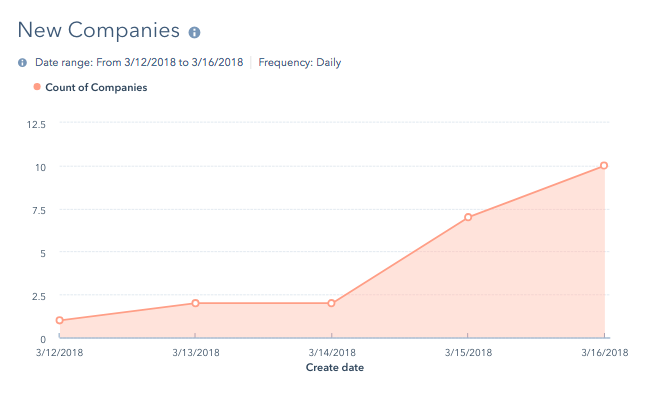 New Companies
Date range: From 3/12/2018 to 3/16/2018 | Frequency: Daily
Count of Companies
12.5
10
7.5
5
2.5
0
3/12/2018 3/13/2018 3/14/2018 3/15/2018 3/16/2018
Create date